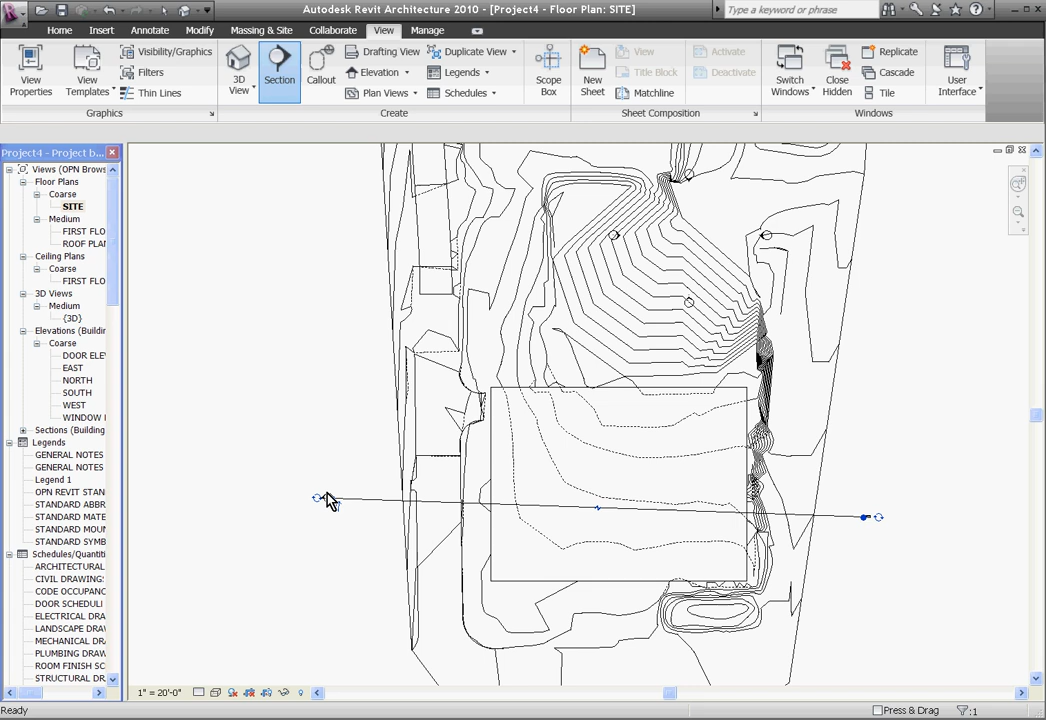 Autodesk Revit Architecture 2010 - [Project4 - Floor Plan: SITE]
Type a keyword or phrase
Home Insert Annotate Modify Massing & Site Collaborate View Manage
View Properties
View Templates
Visibility/Graphics
Filters
Thin Lines
3D View
Section
Callout
Drafting View
Elevation
Plan Views
Duplicate View
Legends
Schedules
Scope Box
New Sheet
View
Title Block
Matchline
Activate
Deactivate
Switch Windows
Close Hidden
Replicate
Cascade
Tile
User Interface
Graphics Create Sheet Composition Windows
Project4 - Project b...
Views (OPN Brows
Floor Plans
Coarse
SITE
Medium
FIRST FLO
ROOF PLAN
Ceiling Plans
Coarse
FIRST FLO
3D Views
Medium
{3D}
Elevations (Buildin
Coarse
DOOR ELEV
EAST
NORTH
SOUTH
WEST
WINDOW
Sections (Building
Legends
GENERAL NOTES
GENERAL NOTES
Legend 1
OPN REVIT STAN
STANDARD ABBR
STANDARD MATE
STANDARD MOUN
STANDARD SYMB
Schedules/Quantiti
ARCHITECTURAL
CIVIL DRAWINGS
CODE OCCUPANC
DOOR SCHEDULI
ELECTRICAL DRA
LANDSCAPE DRAW
MECHANICAL DRA
PLUMBING DRAW
ROOM FINISH SC
STRUCTURAL DR
1" = 20'-0"
Ready
Press & Drag
:1